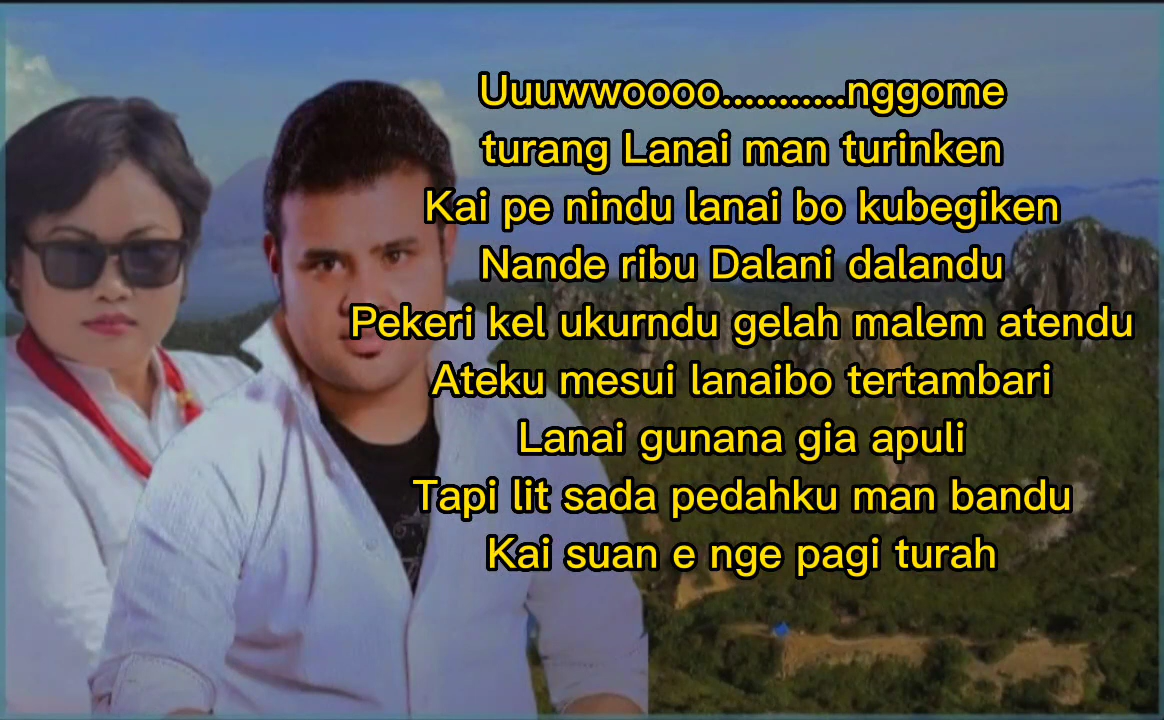 Uuuwwoooo...........nggome
turang Lanai man turinken
Kai pe nindu lanai bo kubegiken
Nande ribu Dalani dalandu
Pekeri kel ukurndu gelah malem atendu
Ateku mesui lanaibo tertambari
Lanai gunana gia apuli
Tapi lit sada pedahku man bandu
Kai suan e nge pagi turah